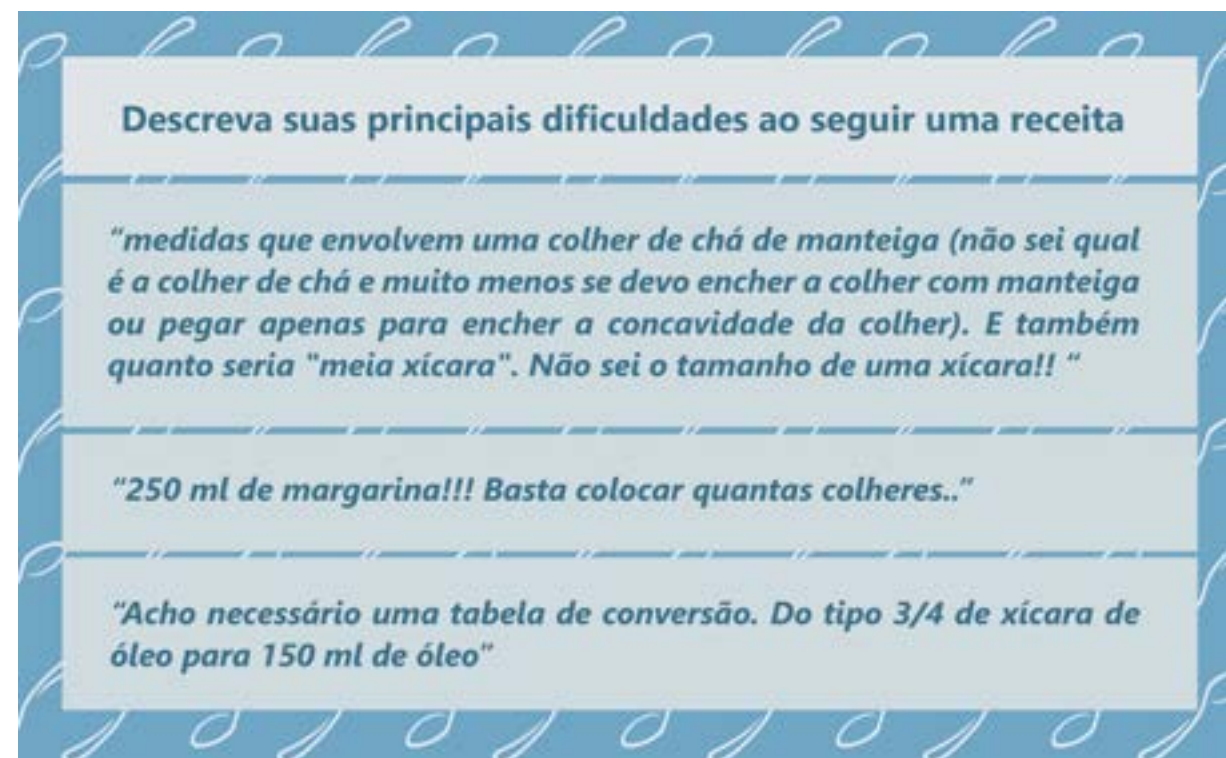 Descreva suas principais dificuldades ao seguir uma receita
“medidas que envolvem uma colher de chá de manteiga (não sei qual
é a colher de chá e muito menos se devo encher a colher com manteiga
ou pegar apenas para encher a concavidade da colher). E também
quanto seria "meia xícara". Não sei o tamanho de uma xícara!! “
“250 ml de margarina!!! Basta colocar quantas colheres..”
“Acho necessário uma tabela de conversão. Do tipo 3/4 de xícara de
óleo para 150 ml de óleo”